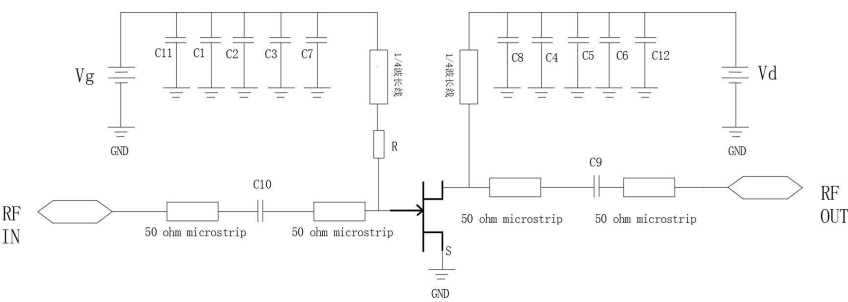 Vg
C11
C1
C2
C3
C7
1/4波长线
1/4波长线
C8
C4
C5
C6
C12
Vd
GND
R
GND
C10
C9
RF
IN
50 ohm microstrip
50 ohm microstrip
50 ohm microstrip
50 ohm microstrip
RF
OUT
S
GND